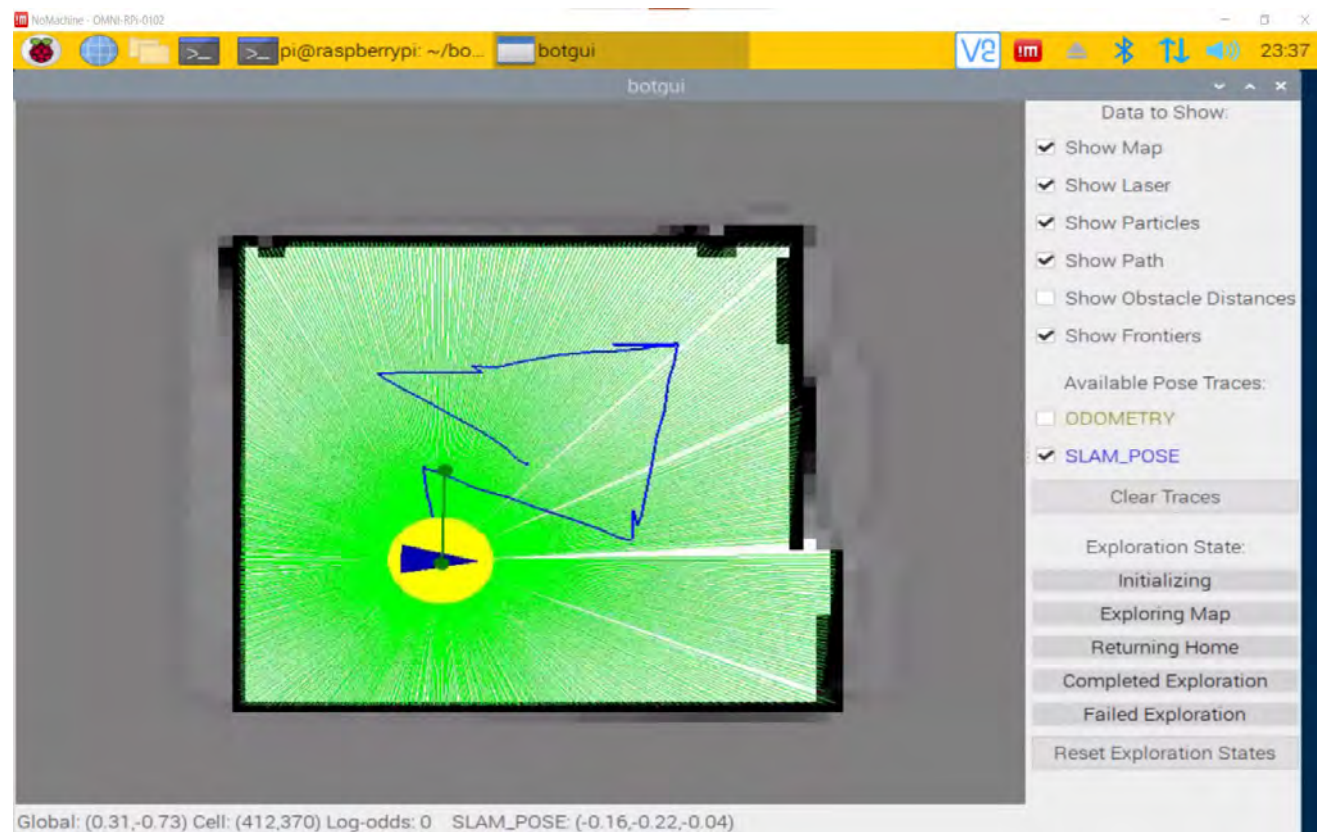 NoMachine - OMNI-RPi-0102
pi@raspberrypi: ~/bo... botgui V2 !m 23:37
botgui
Data to Show:
Show Map
Show Laser
Show Particles
Show Path
Show Obstacle Distances
Show Frontiers
Available Pose Traces:
ODOMETRY
SLAM_POSE
Clear Traces
Exploration State:
Initializing
Exploring Map
Returning Home
Completed Exploration
Failed Exploration
Reset Exploration States
Global: (0.31,-0.73) Cell: (412,370) Log-odds: 0 SLAM_POSE: (-0.16,-0.22,-0.04)